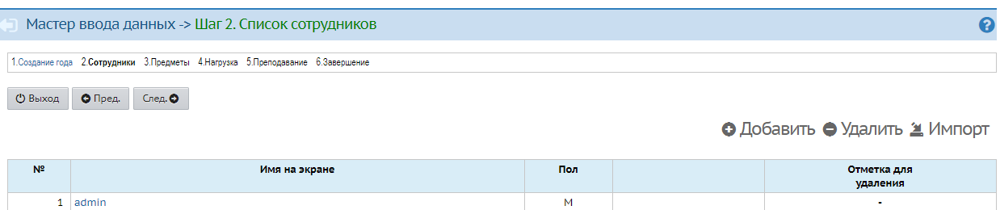 Мастер ввода данных -> Шаг 2. Список сотрудников
1.Создание года 2.Сотрудники 3.Предметы 4.Нагрузка 5.Преподавание 6.Завершение
Выход Пред. След.
Добавить Удалить Импорт
№ Имя на экране Пол Отметка для удаления
1 admin М -